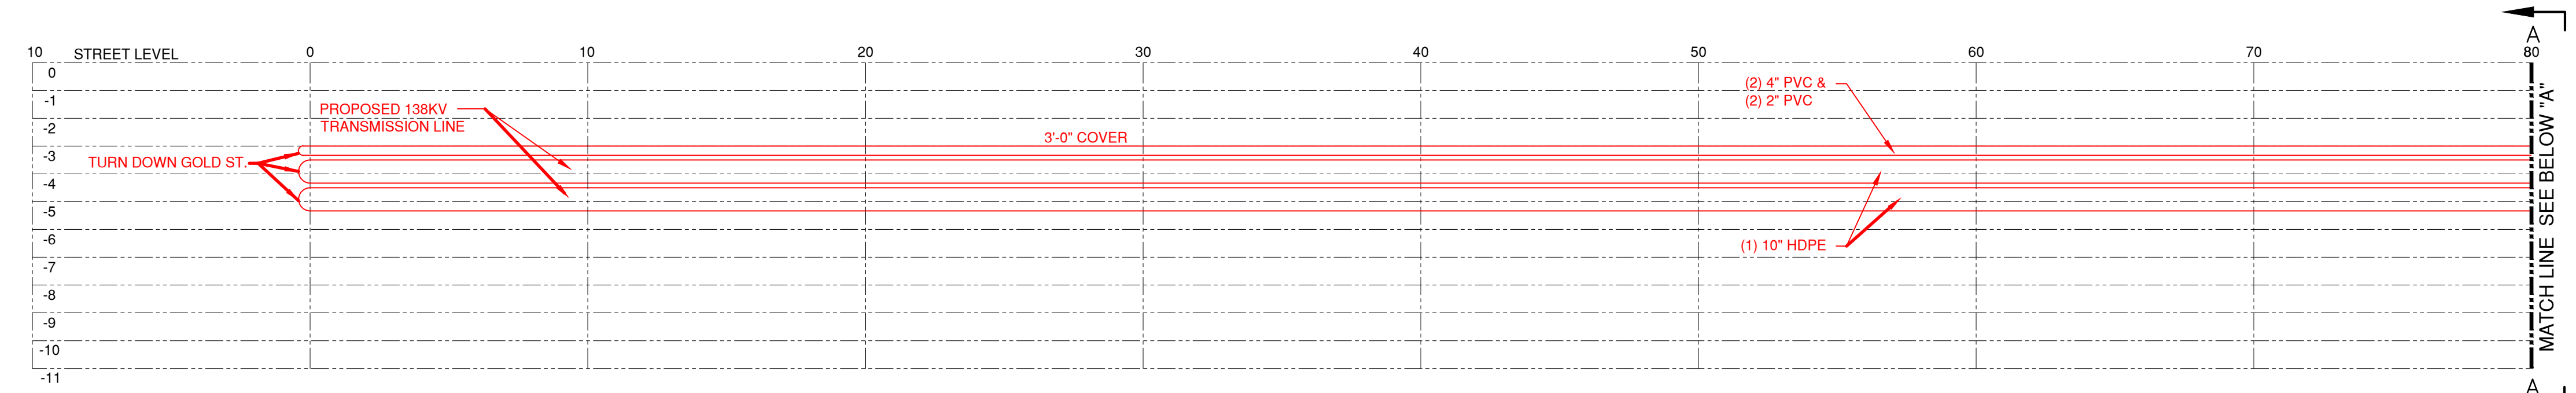 A
10 STREET LEVEL 0 10 20 30 40 50 60 70 80
0
-1
-2
-3
-4
-5
-6
-7
-8
-9
-10
-11
PROPOSED 138KV
TRANSMISSION LINE
TURN DOWN GOLD ST.
3'-0" COVER
(2) 4" PVC &
(2) 2" PVC
(1) 10" HDPE
MATCH LINE SEE BELOW "A"
A